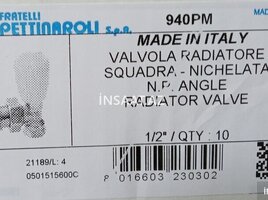 FRATELLI
PETTINAROLI S.p.A.
940PM
MADE IN ITALY
VALVOLA RADIATORE
SQUADRA - NICHELATA
N.P. ANGLE
RADIATOR VALVE
1/2" / QTY : 10
21189/L: 4
0501515600C
P 016603 230302